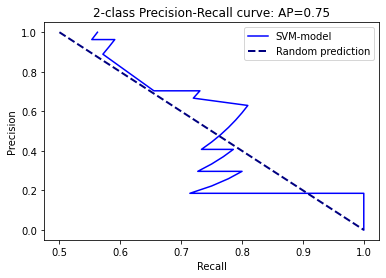 2-class Precision-Recall curve: AP=0.75
SVM-model
Random prediction
Precision
1.0
0.8
0.6
0.4
0.2
0.0
0.5 0.6 0.7 0.8 0.9 1.0
Recall